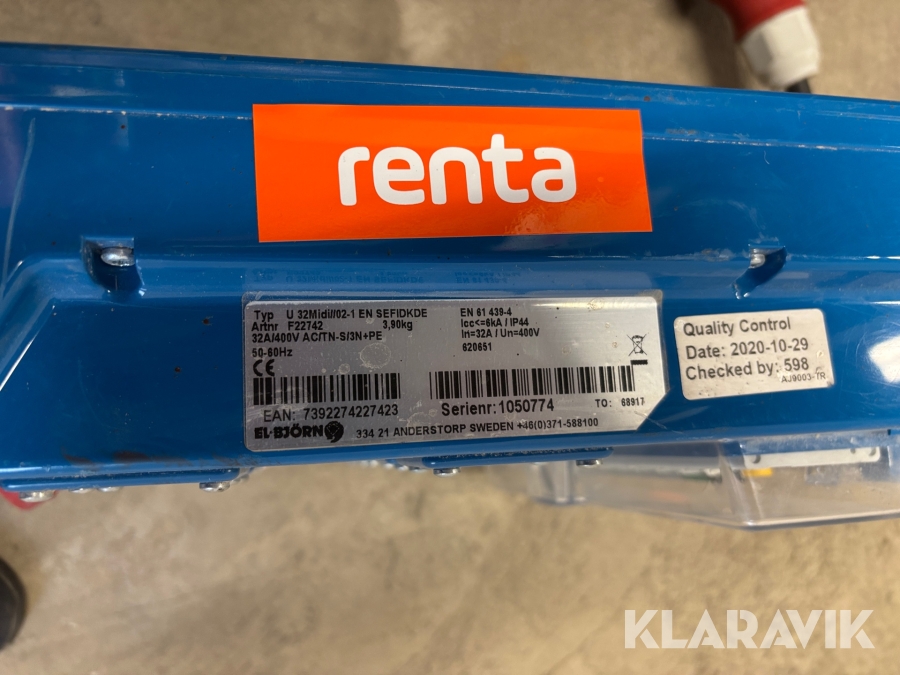 renta
Typ U 32Midi//02-1 EN SEFIDKDE
Artnr F22742 3,90kg
32A/400V AC/TN-S/3N+PE
50-60Hz
EN 61 439-4
Icc<=6kA / IP44
In=32A / Un=400V
620651
CE
EAN: 7392274227423
Serienr: 1050774
TO: 68917
EL-BJÖRN 334 21 ANDERSTORP SWEDEN +46(0)371-588100
Quality Control
Date: 2020-10-29
Checked by: 598
AJ9003-TR
KLARAVIK